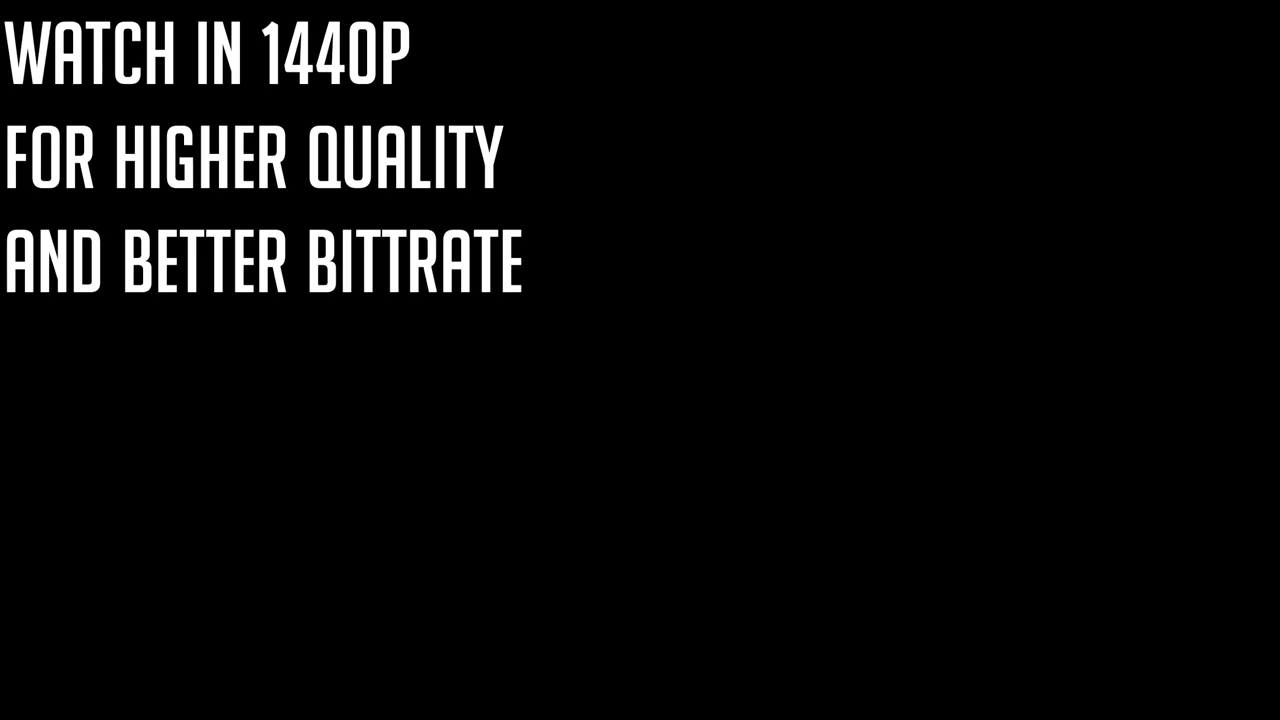 WATCH IN 1440P
FOR HIGHER QUALITY
AND BETTER BITTRATE